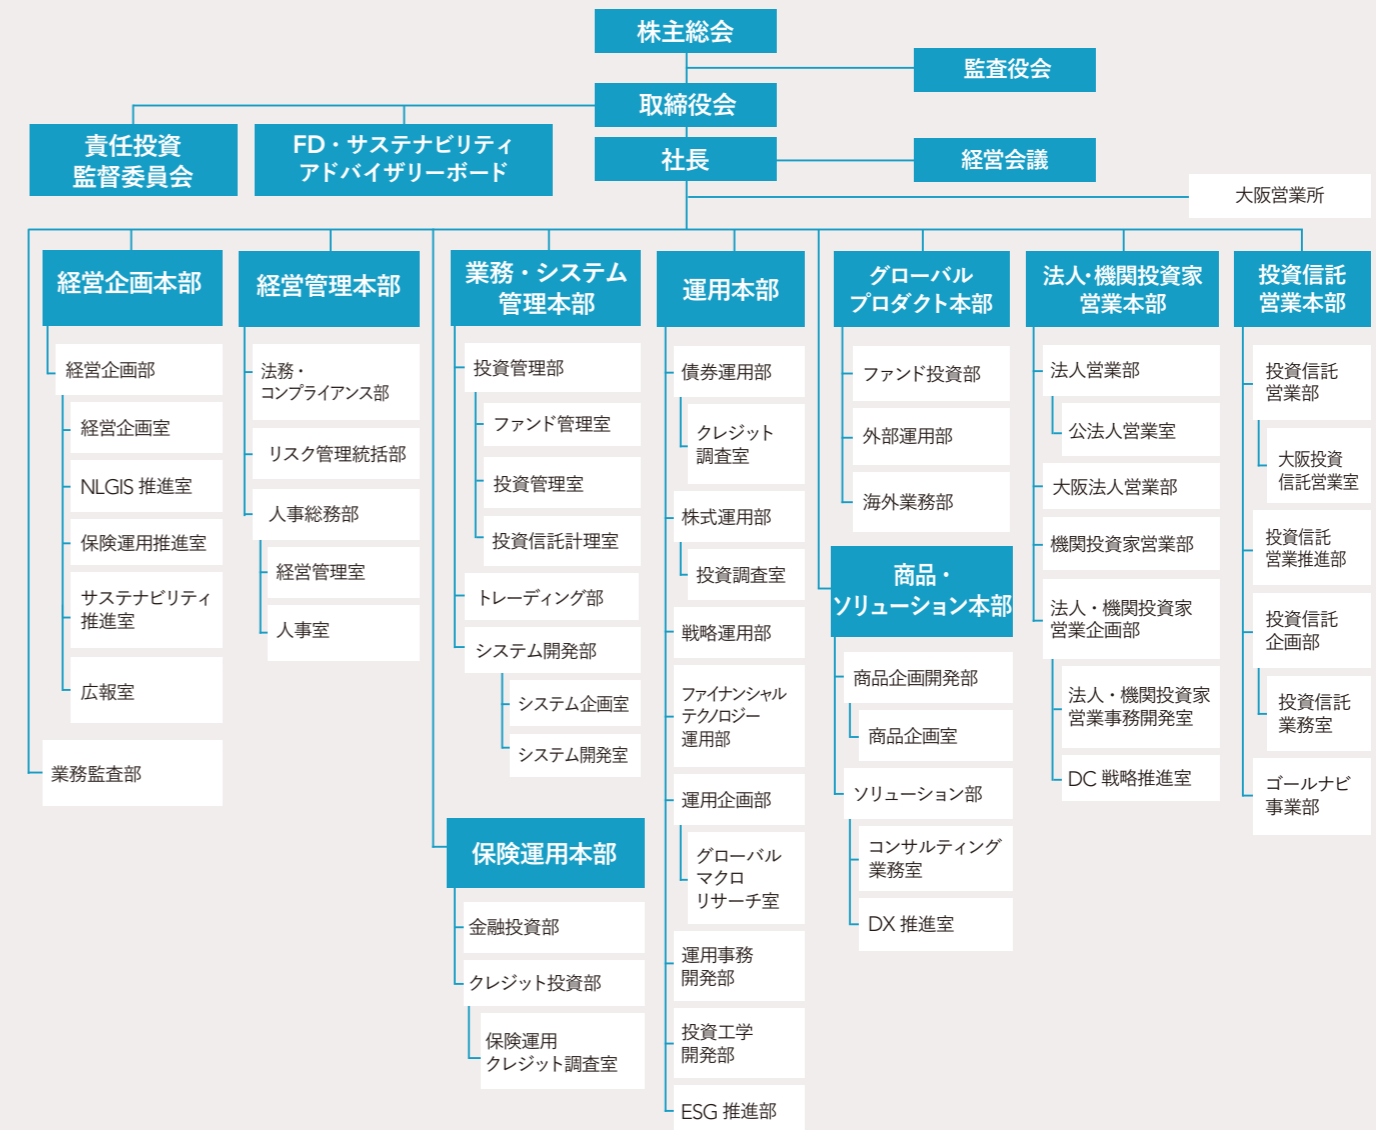 株主総会
監査役会
取締役会
責任投資
監督委員会
FD・サステナビリティ
アドバイザリーボード
社長
経営会議
大阪営業所
経営企画本部
経営企画部
経営企画室
NLGIS 推進室
保険運用推進室
サステナビリティ
推進室
広報室
業務監査部
経営管理本部
法務・
コンプライアンス部
リスク管理統括部
人事総務部
経営管理室
人事室
業務・システム
管理本部
投資管理部
ファンド管理室
投資管理室
投資信託計理室
トレーディング部
システム開発部
システム企画室
システム開発室
保険運用本部
金融投資部
クレジット投資部
保険運用
クレジット調査室
運用本部
債券運用部
クレジット
調査室
株式運用部
投資調査室
戦略運用部
ファイナンシャル
テクノロジー
運用部
運用企画部
グローバル
マクロ
リサーチ室
運用事務
開発部
投資工学
開発部
ESG 推進部
グローバル
プロダクト本部
ファンド投資部
外部運用部
海外業務部
商品・
ソリューション本部
商品企画開発部
商品企画室
ソリューション部
コンサルティング
業務室
DX 推進室
法人・機関投資家
営業本部
法人営業部
公法人営業室
大阪法人営業部
機関投資家営業部
法人・機関投資家
営業企画部
法人・機関投資家
営業事務開発室
DC 戦略推進室
投資信託
営業本部
投資信託
営業部
大阪投資
信託営業室
投資信託
営業推進部
投資信託
企画部
投資信託
業務室
ゴールナビ
事業部